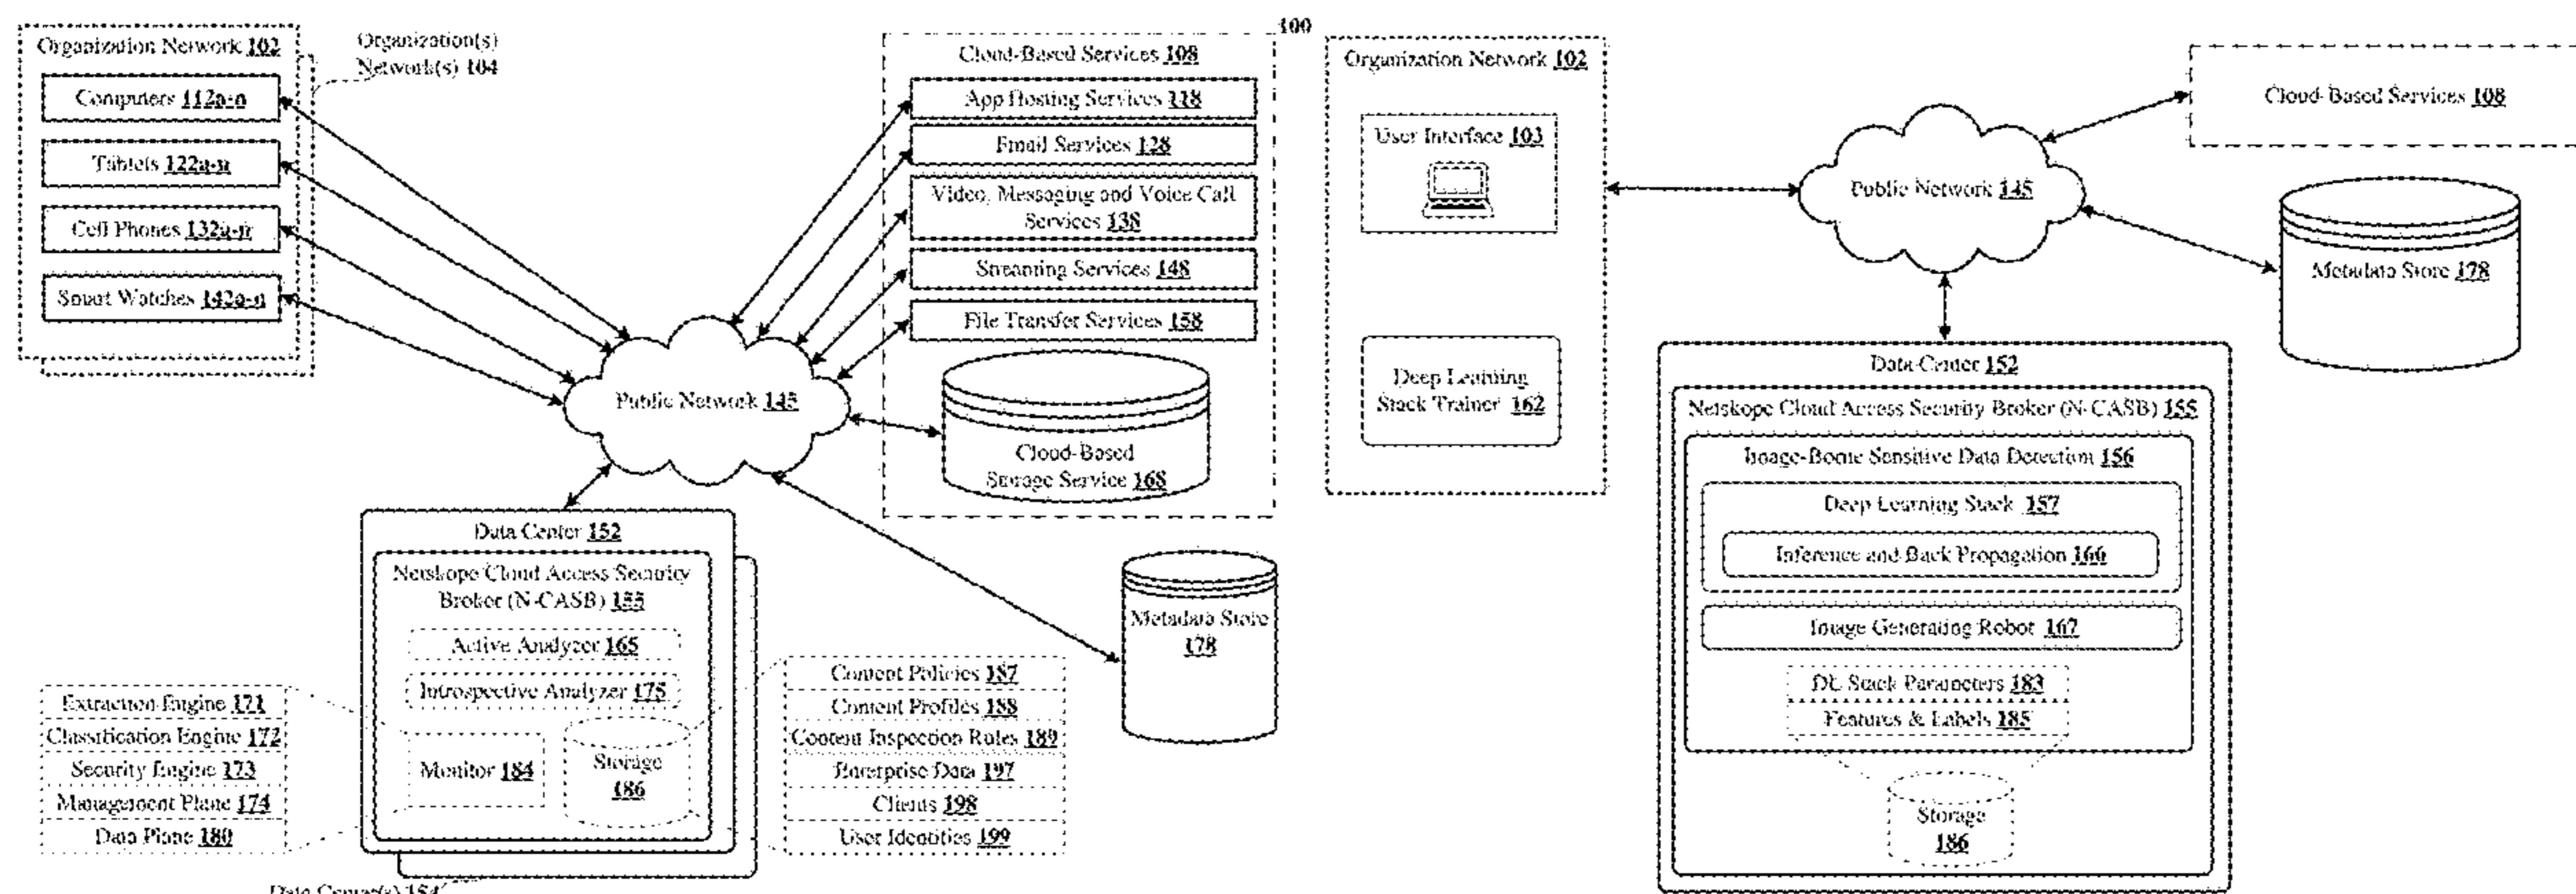 Organization Network 102
Organization(s)
Network(s) 104
Computers 112a-n
Tablets 122a-n
Cell Phones 132a-n
Smart Watches 142a-n
100
Cloud-Based Services 108
App Hosting Services 118
Email Services 128
Video, Messaging and Voice Call
Services 138
Streaming Services 148
File Transfer Services 158
Cloud-Based
Storage Service 168
Public Network 145
Data Center 152
Netskope Cloud Access Security
Broker (N-CASB) 155
Active Analyzer 165
Introspective Analyzer 175
Monitor 184
Storage
186
Extraction Engine 171
Classification Engine 172
Security Engine 173
Management Plane 174
Data Plane 180
Content Policies 187
Content Profiles 188
Content Inspection Rules 189
Enterprise Data 197
Clients 198
User Identities 199
Data Center(s) 154
Metadata Store
178
Organization Network 102
User Interface 103
Deep Learning
Stack Trainer 162
Public Network 145
Cloud-Based Services 108
Metadata Store 178
Data Center 152
Netskope Cloud Access Security Broker (N-CASB) 155
Image-Borne Sensitive Data Detection 156
Deep Learning Stack 157
Inference and Back Propagation 166
Image Generating Robot 167
DL Stack Parameters 183
Features & Labels 185
Storage
186